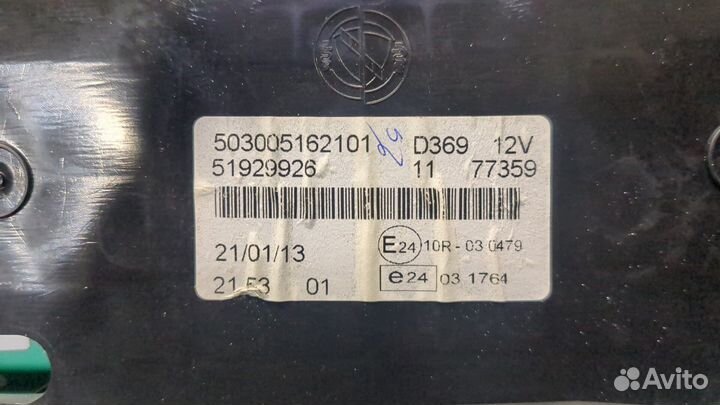 503005162101 D369 12V
51929926 11 77359
21/01/13 E24 10R - 03 0479
21 53 01 e24 03 1764
Avito